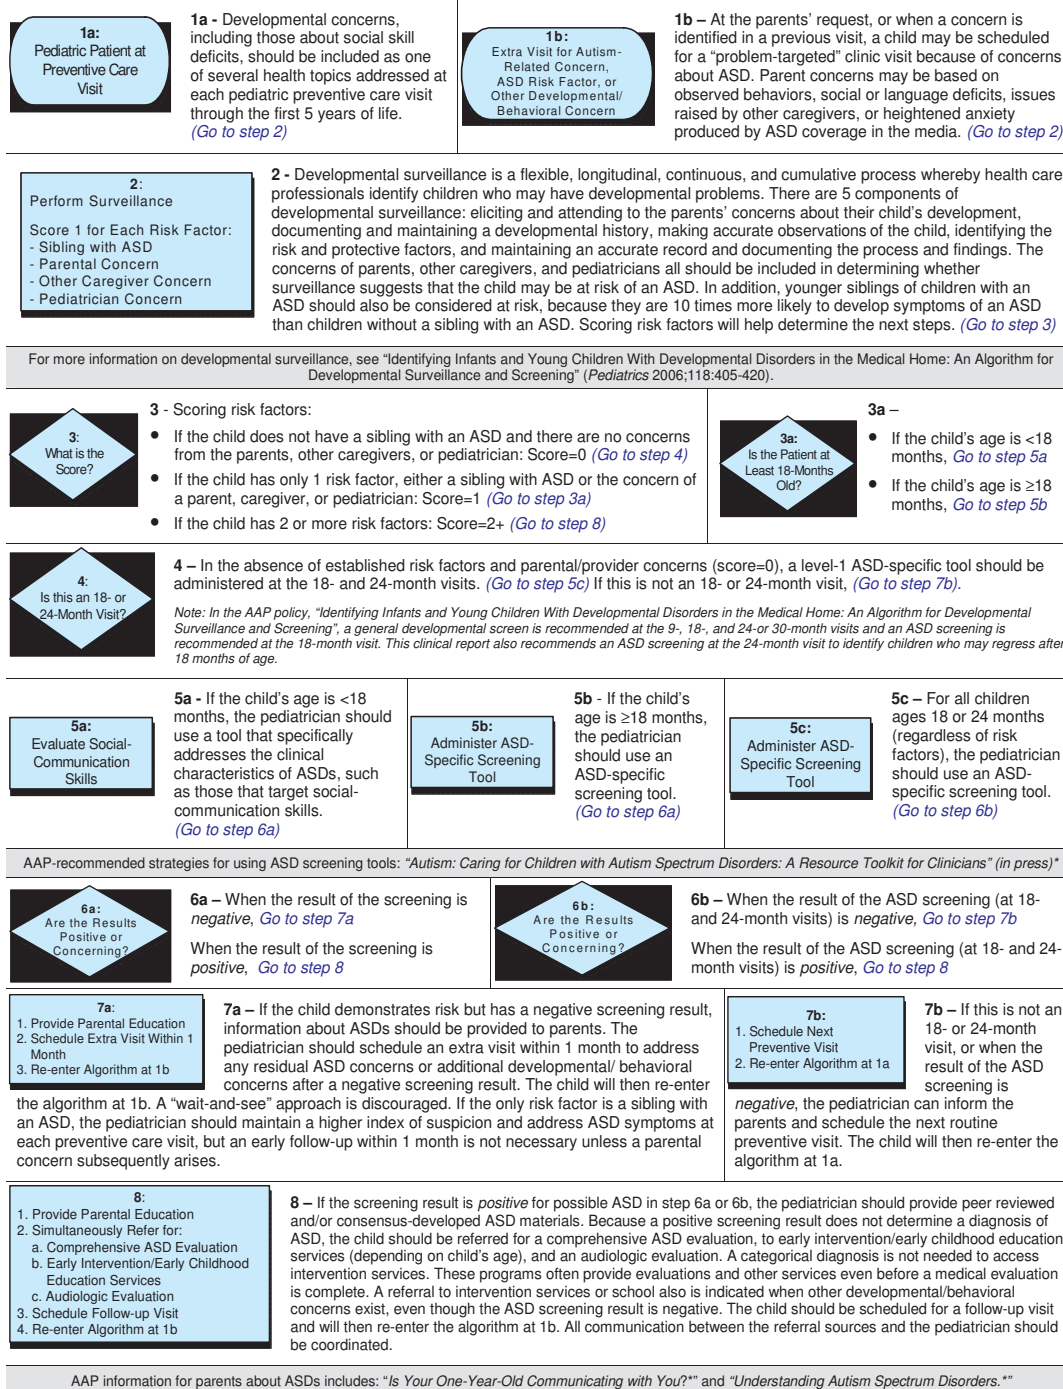 1a:
Pediatric Patient at
Preventive Care
Visit
1a - Developmental concerns,
including those about social skill
deficits, should be included as one
of several health topics addressed at
each pediatric preventive care visit
through the first 5 years of life.
(Go to step 2)
1b:
Extra Visit for Autism-
Related Concern,
ASD Risk Factor, or
Other Developmental/
Behavioral Concern
1b – At the parents' request, or when a concern is
identified in a previous visit, a child may be scheduled
for a “problem-targeted” clinic visit because of concerns
about ASD. Parent concerns may be based on
observed behaviors, social or language deficits, issues
raised by other caregivers, or heightened anxiety
produced by ASD coverage in the media. (Go to step 2)
2:
Perform Surveillance
Score 1 for Each Risk Factor:
- Sibling with ASD
- Parental Concern
- Other Caregiver Concern
- Pediatrician Concern
2 - Developmental surveillance is a flexible, longitudinal, continuous, and cumulative process whereby health care
professionals identify children who may have developmental problems. There are 5 components of
developmental surveillance: eliciting and attending to the parents' concerns about their child's development,
documenting and maintaining a developmental history, making accurate observations of the child, identifying the
risk and protective factors, and maintaining an accurate record and documenting the process and findings. The
concerns of parents, other caregivers, and pediatricians all should be included in determining whether
surveillance suggests that the child may be at risk of an ASD. In addition, younger siblings of children with an
ASD should also be considered at risk, because they are 10 times more likely to develop symptoms of an ASD
than children without a sibling with an ASD. Scoring risk factors will help determine the next steps. (Go to step 3)
For more information on developmental surveillance, see “Identifying Infants and Young Children With Developmental Disorders in the Medical Home: An Algorithm for
Developmental Surveillance and Screening” (Pediatrics 2006;118:405-420).
3:
What is the
Score?
3 - Scoring risk factors:
• If the child does not have a sibling with an ASD and there are no concerns
from the parents, other caregivers, or pediatrician: Score=0 (Go to step 4)
• If the child has only 1 risk factor, either a sibling with ASD or the concern of
a parent, caregiver, or pediatrician: Score=1 (Go to step 3a)
• If the child has 2 or more risk factors: Score=2+ (Go to step 8)
3a:
Is the Patient at
Least 18-Months
Old?
3a –
• If the child's age is <18
months, Go to step 5a
• If the child's age is ≥18
months, Go to step 5b
4:
Is this an 18- or
24-Month Visit?
4 – In the absence of established risk factors and parental/provider concerns (score=0), a level-1 ASD-specific tool should be
administered at the 18- and 24-month visits. (Go to step 5c) If this is not an 18- or 24-month visit, (Go to step 7b).
Note: In the AAP policy, “Identifying Infants and Young Children With Developmental Disorders in the Medical Home: An Algorithm for Developmental
Surveillance and Screening”, a general developmental screen is recommended at the 9-, 18-, and 24-or 30-month visits and an ASD screening is
recommended at the 18-month visit. This clinical report also recommends an ASD screening at the 24-month visit to identify children who may regress after
18 months of age.
5a:
Evaluate Social-
Communication
Skills
5a - If the child's age is <18
months, the pediatrician should
use a tool that specifically
addresses the clinical
characteristics of ASDs, such
as those that target social-
communication skills.
(Go to step 6a)
5b:
Administer ASD-
Specific Screening
Tool
5b - If the child's
age is ≥18 months,
the pediatrician
should use an
ASD-specific
screening tool.
(Go to step 6a)
5c:
Administer ASD-
Specific Screening
Tool
5c – For all children
ages 18 or 24 months
(regardless of risk
factors), the pediatrician
should use an ASD-
specific screening tool.
(Go to step 6b)
AAP-recommended strategies for using ASD screening tools: “Autism: Caring for Children with Autism Spectrum Disorders: A Resource Toolkit for Clinicians” (in press)*
6a:
Are the Results
Positive or
Concerning?
6a – When the result of the screening is
negative, Go to step 7a
When the result of the screening is
positive, Go to step 8
6b:
Are the Results
Positive or
Concerning?
6b – When the result of the ASD screening (at 18-
and 24-month visits) is negative, Go to step 7b
When the result of the ASD screening (at 18- and 24-
month visits) is positive, Go to step 8
7a:
1. Provide Parental Education
2. Schedule Extra Visit Within 1
Month
3. Re-enter Algorithm at 1b
7a – If the child demonstrates risk but has a negative screening result,
information about ASDs should be provided to parents. The
pediatrician should schedule an extra visit within 1 month to address
any residual ASD concerns or additional developmental/ behavioral
concerns after a negative screening result. The child will then re-enter
the algorithm at 1b. A “wait-and-see” approach is discouraged. If the only risk factor is a sibling with
an ASD, the pediatrician should maintain a higher index of suspicion and address ASD symptoms at
each preventive care visit, but an early follow-up within 1 month is not necessary unless a parental
concern subsequently arises.
7b:
1. Schedule Next
Preventive Visit
2. Re-enter Algorithm at 1a
7b – If this is not an
18- or 24-month
visit, or when the
result of the ASD
screening is
negative, the pediatrician can inform the
parents and schedule the next routine
preventive visit. The child will then re-enter the
algorithm at 1a.
8:
1. Provide Parental Education
2. Simultaneously Refer for:
a. Comprehensive ASD Evaluation
b. Early Intervention/Early Childhood
Education Services
c. Audiologic Evaluation
3. Schedule Follow-up Visit
4. Re-enter Algorithm at 1b
8 – If the screening result is positive for possible ASD in step 6a or 6b, the pediatrician should provide peer reviewed
and/or consensus-developed ASD materials. Because a positive screening result does not determine a diagnosis of
ASD, the child should be referred for a comprehensive ASD evaluation, to early intervention/early childhood education
services (depending on child's age), and an audiologic evaluation. A categorical diagnosis is not needed to access
intervention services. These programs often provide evaluations and other services even before a medical evaluation
is complete. A referral to intervention services or school also is indicated when other developmental/behavioral
concerns exist, even though the ASD screening result is negative. The child should be scheduled for a follow-up visit
and will then re-enter the algorithm at 1b. All communication between the referral sources and the pediatrician should
be coordinated.
AAP information for parents about ASDs includes: “Is Your One-Year-Old Communicating with You?*” and “Understanding Autism Spectrum Disorders.*”